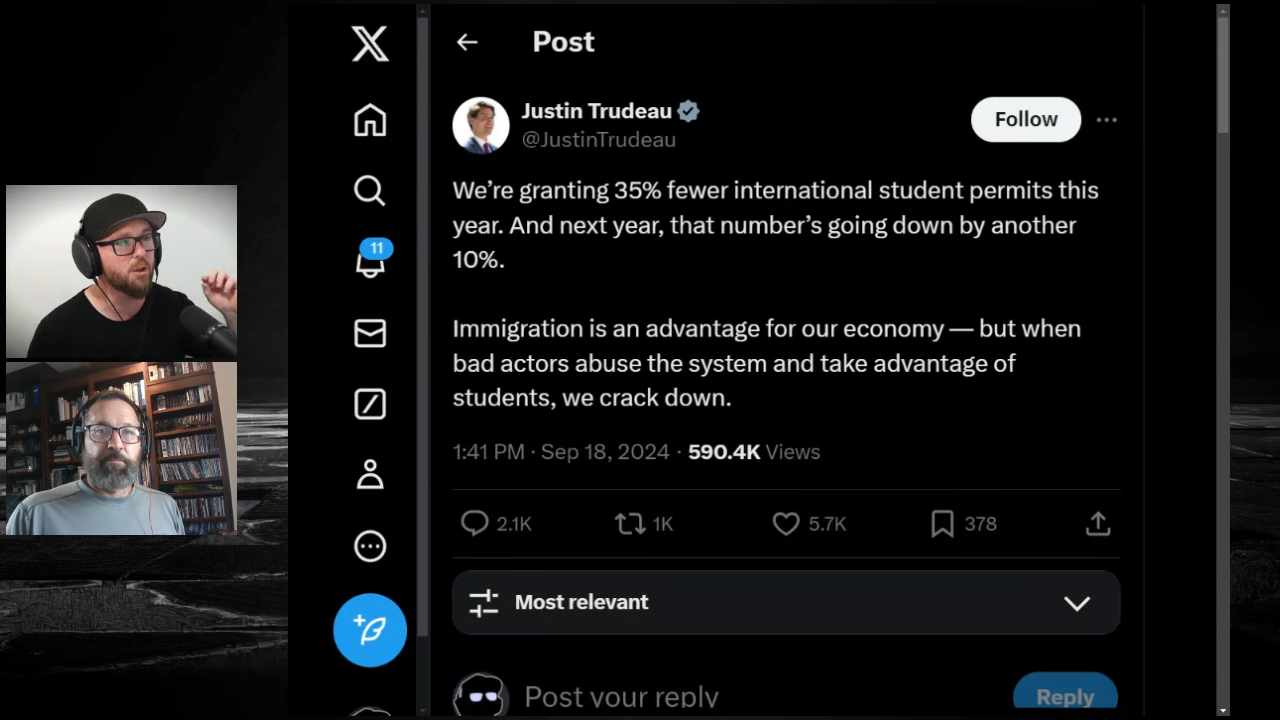 Post
Justin Trudeau
@JustinTrudeau
Follow
We’re granting 35% fewer international student permits this
year. And next year, that number’s going down by another
10%.
Immigration is an advantage for our economy — but when
bad actors abuse the system and take advantage of
students, we crack down.
1:41 PM · Sep 18, 2024 · 590.4K Views
2.1K 1K 5.7K 378
Most relevant
Post your reply
Reply
11